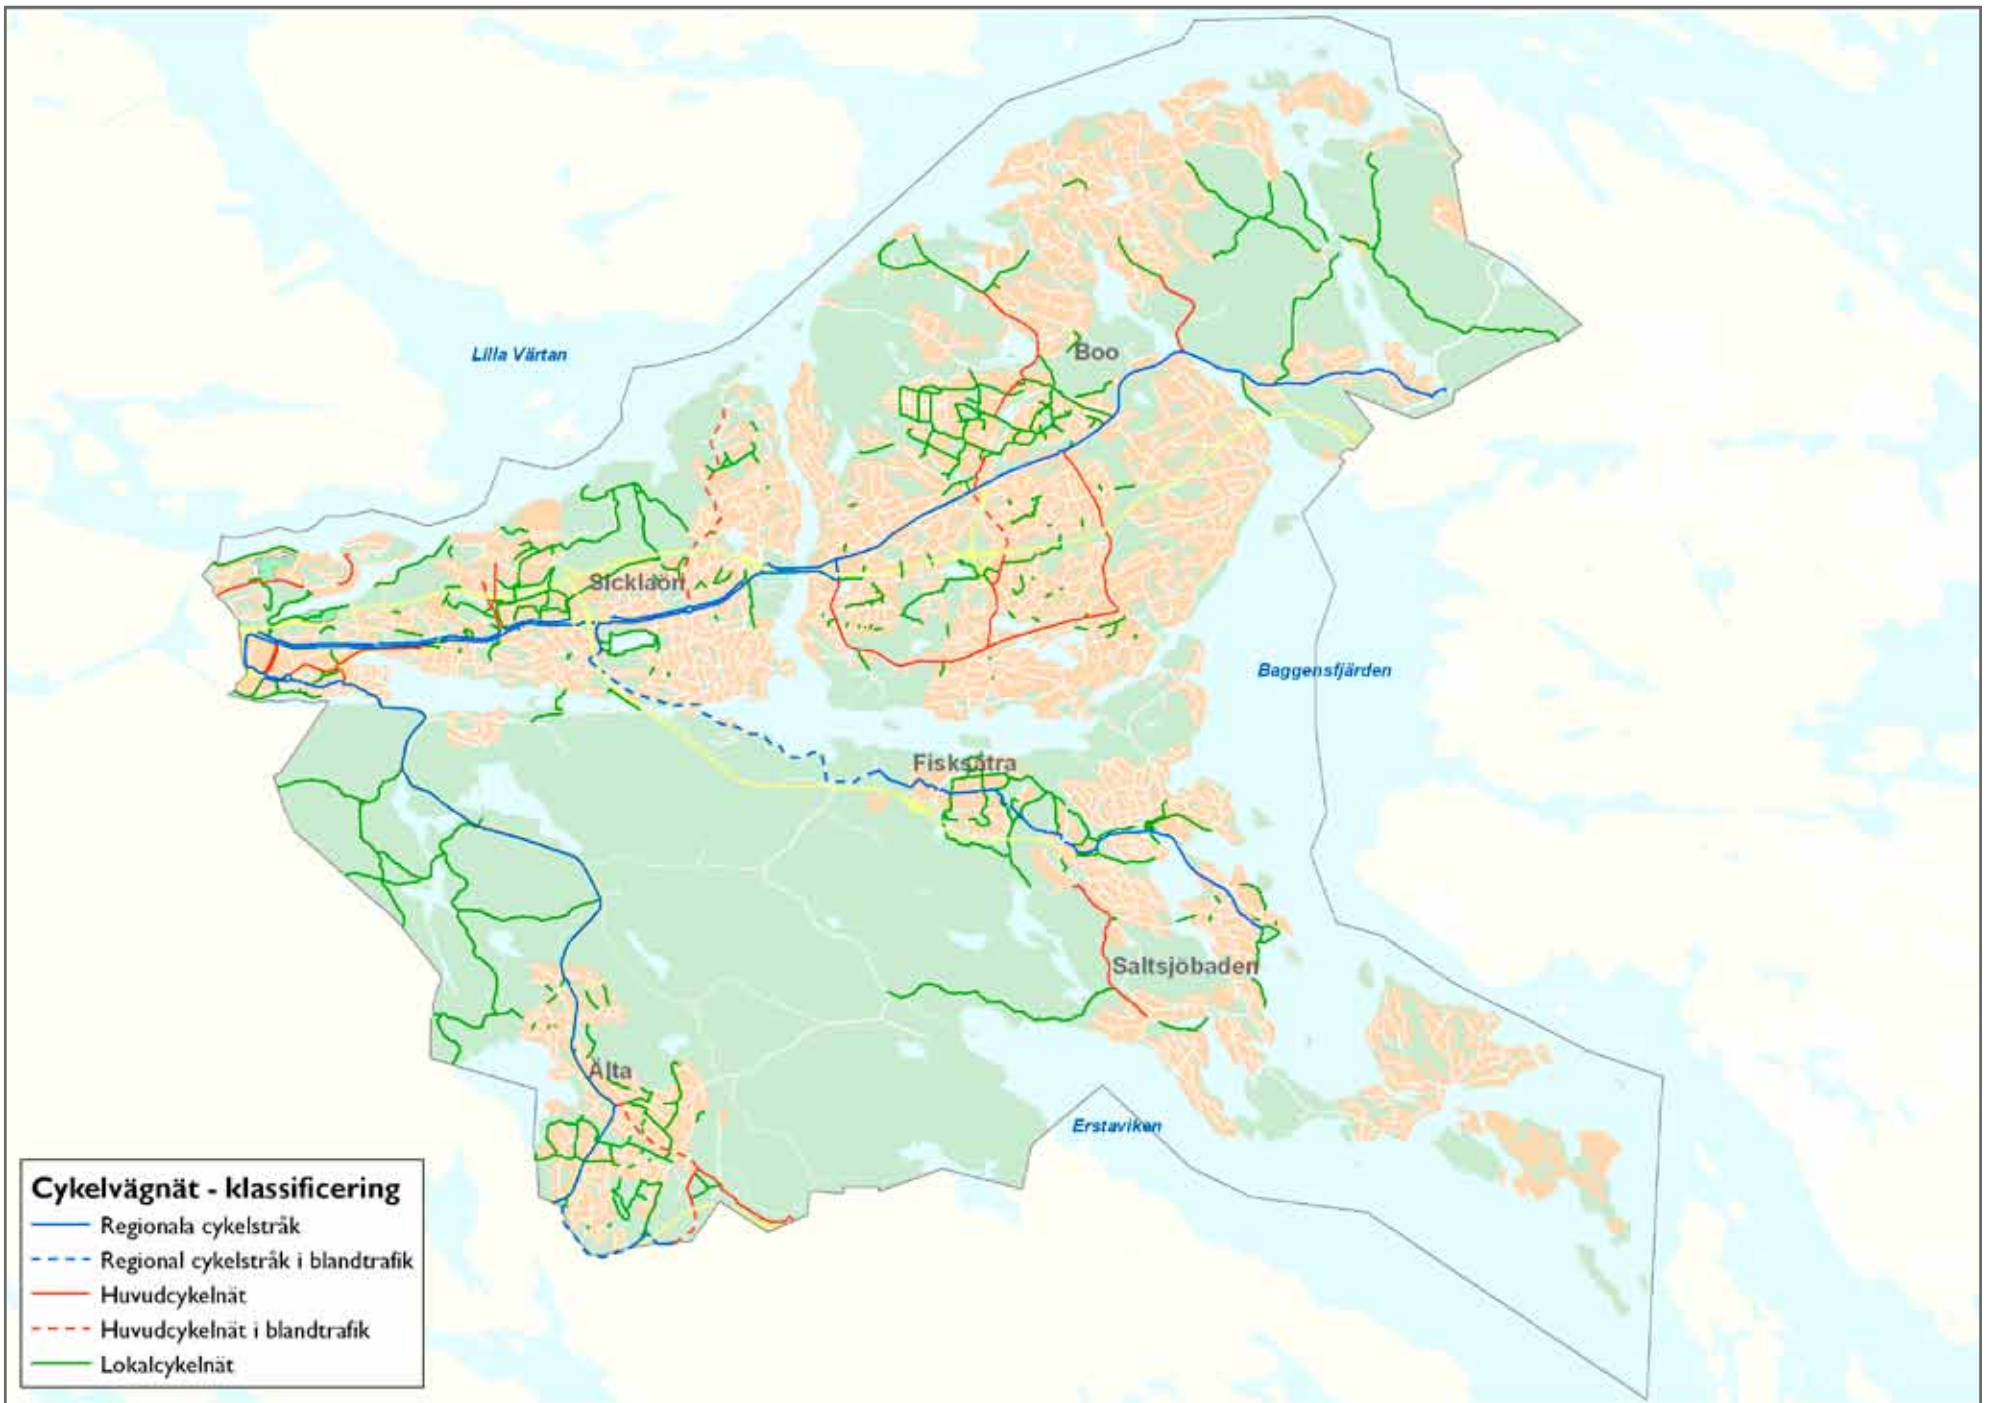 Lilla Värtan
Boo
Sicklaön
Baggensfjärden
Fisksätra
Saltsjöbaden
Älta
Erstaviken
Cykelvägnät - klassificering
Regionala cykelstråk
Regional cykelstråk i blandtrafik
Huvudcykelnät
Huvudcykelnät i blandtrafik
Lokalcykelnät